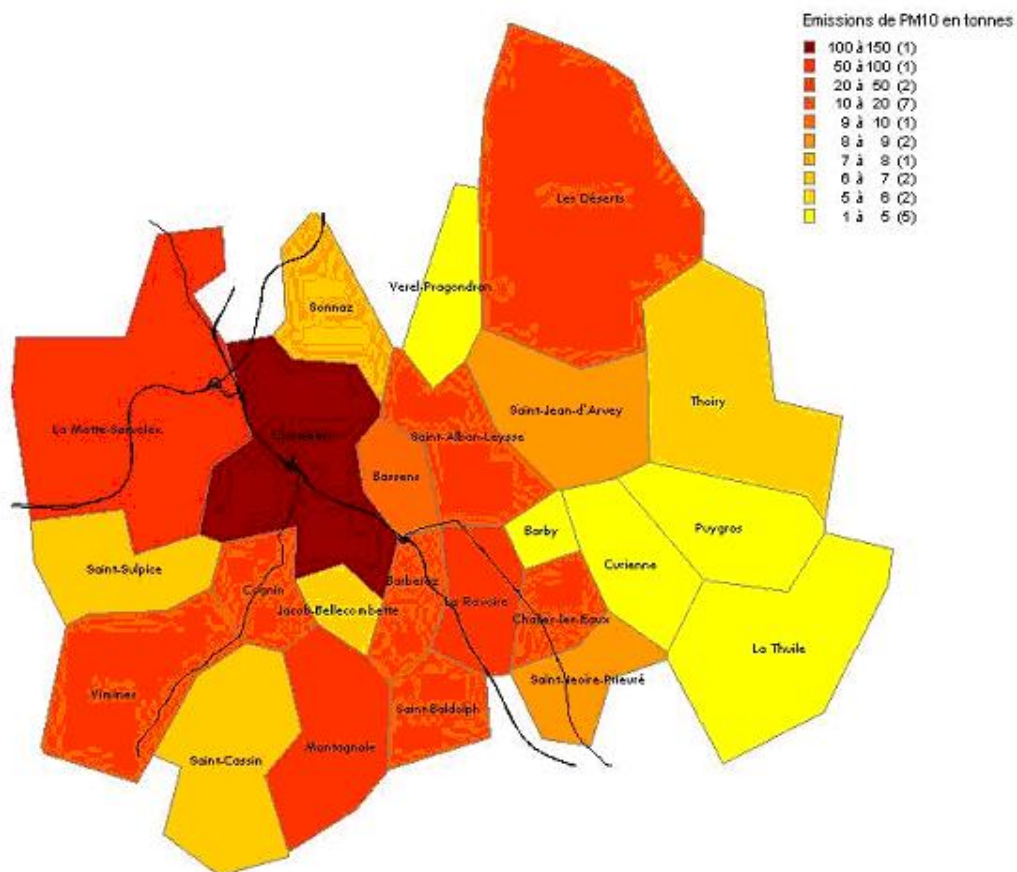 Emissions de PM10 en tonnes
100 à 150 (1)
50 à 100 (1)
20 à 50 (2)
10 à 20 (7)
9 à 10 (1)
8 à 9 (2)
7 à 8 (1)
6 à 7 (2)
5 à 6 (2)
1 à 5 (5)
Les Déserts
Verel-Pragondran
Sonnaz
Thoiry
Saint-Jean-d'Arvey
La Motte-Servolex
Saint-Alban-Leysse
Bassens
Puygros
Barby
Curienne
Saint-Sulpice
Cognin
Barberaz
Jacob-Bellecombette
La Ravoire
Challes-les-Eaux
La Thuile
Saint-Jeoire-Prieuré
Vimines
Saint-Baldolph
Montagnole
Saint-Cassin